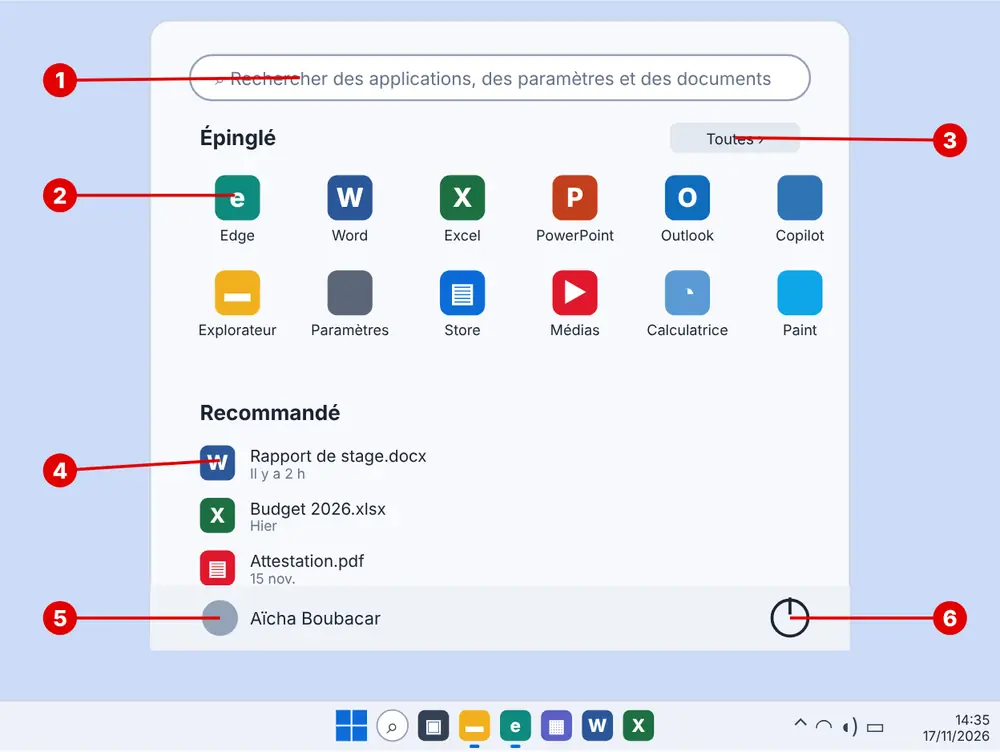 1
Rechercher des applications, des paramètres et des documents
Épinglé
Toutes ›
3
2
e
W
X
P
O
Edge
Word
Excel
PowerPoint
Outlook
Copilot
Explorateur
Paramètres
Store
Médias
Calculatrice
Paint
Recommandé
4
W
Rapport de stage.docx
Il y a 2 h
X
Budget 2026.xlsx
Hier
Attestation.pdf
15 nov.
5
Aïcha Boubacar
6
e
W
X
14:35
17/11/2026